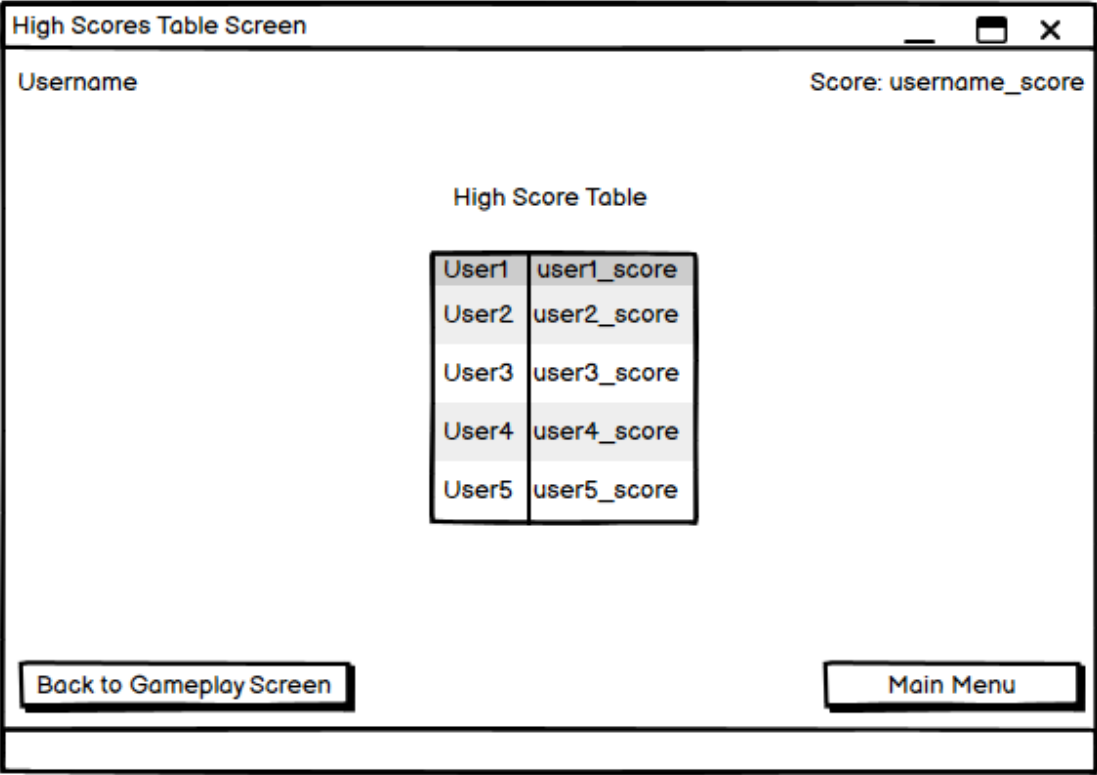 High Scores Table Screen
Username Score: username_score
High Score Table
User1 user1_score
User2 user2_score
User3 user3_score
User4 user4_score
User5 user5_score
Back to Gameplay Screen Main Menu